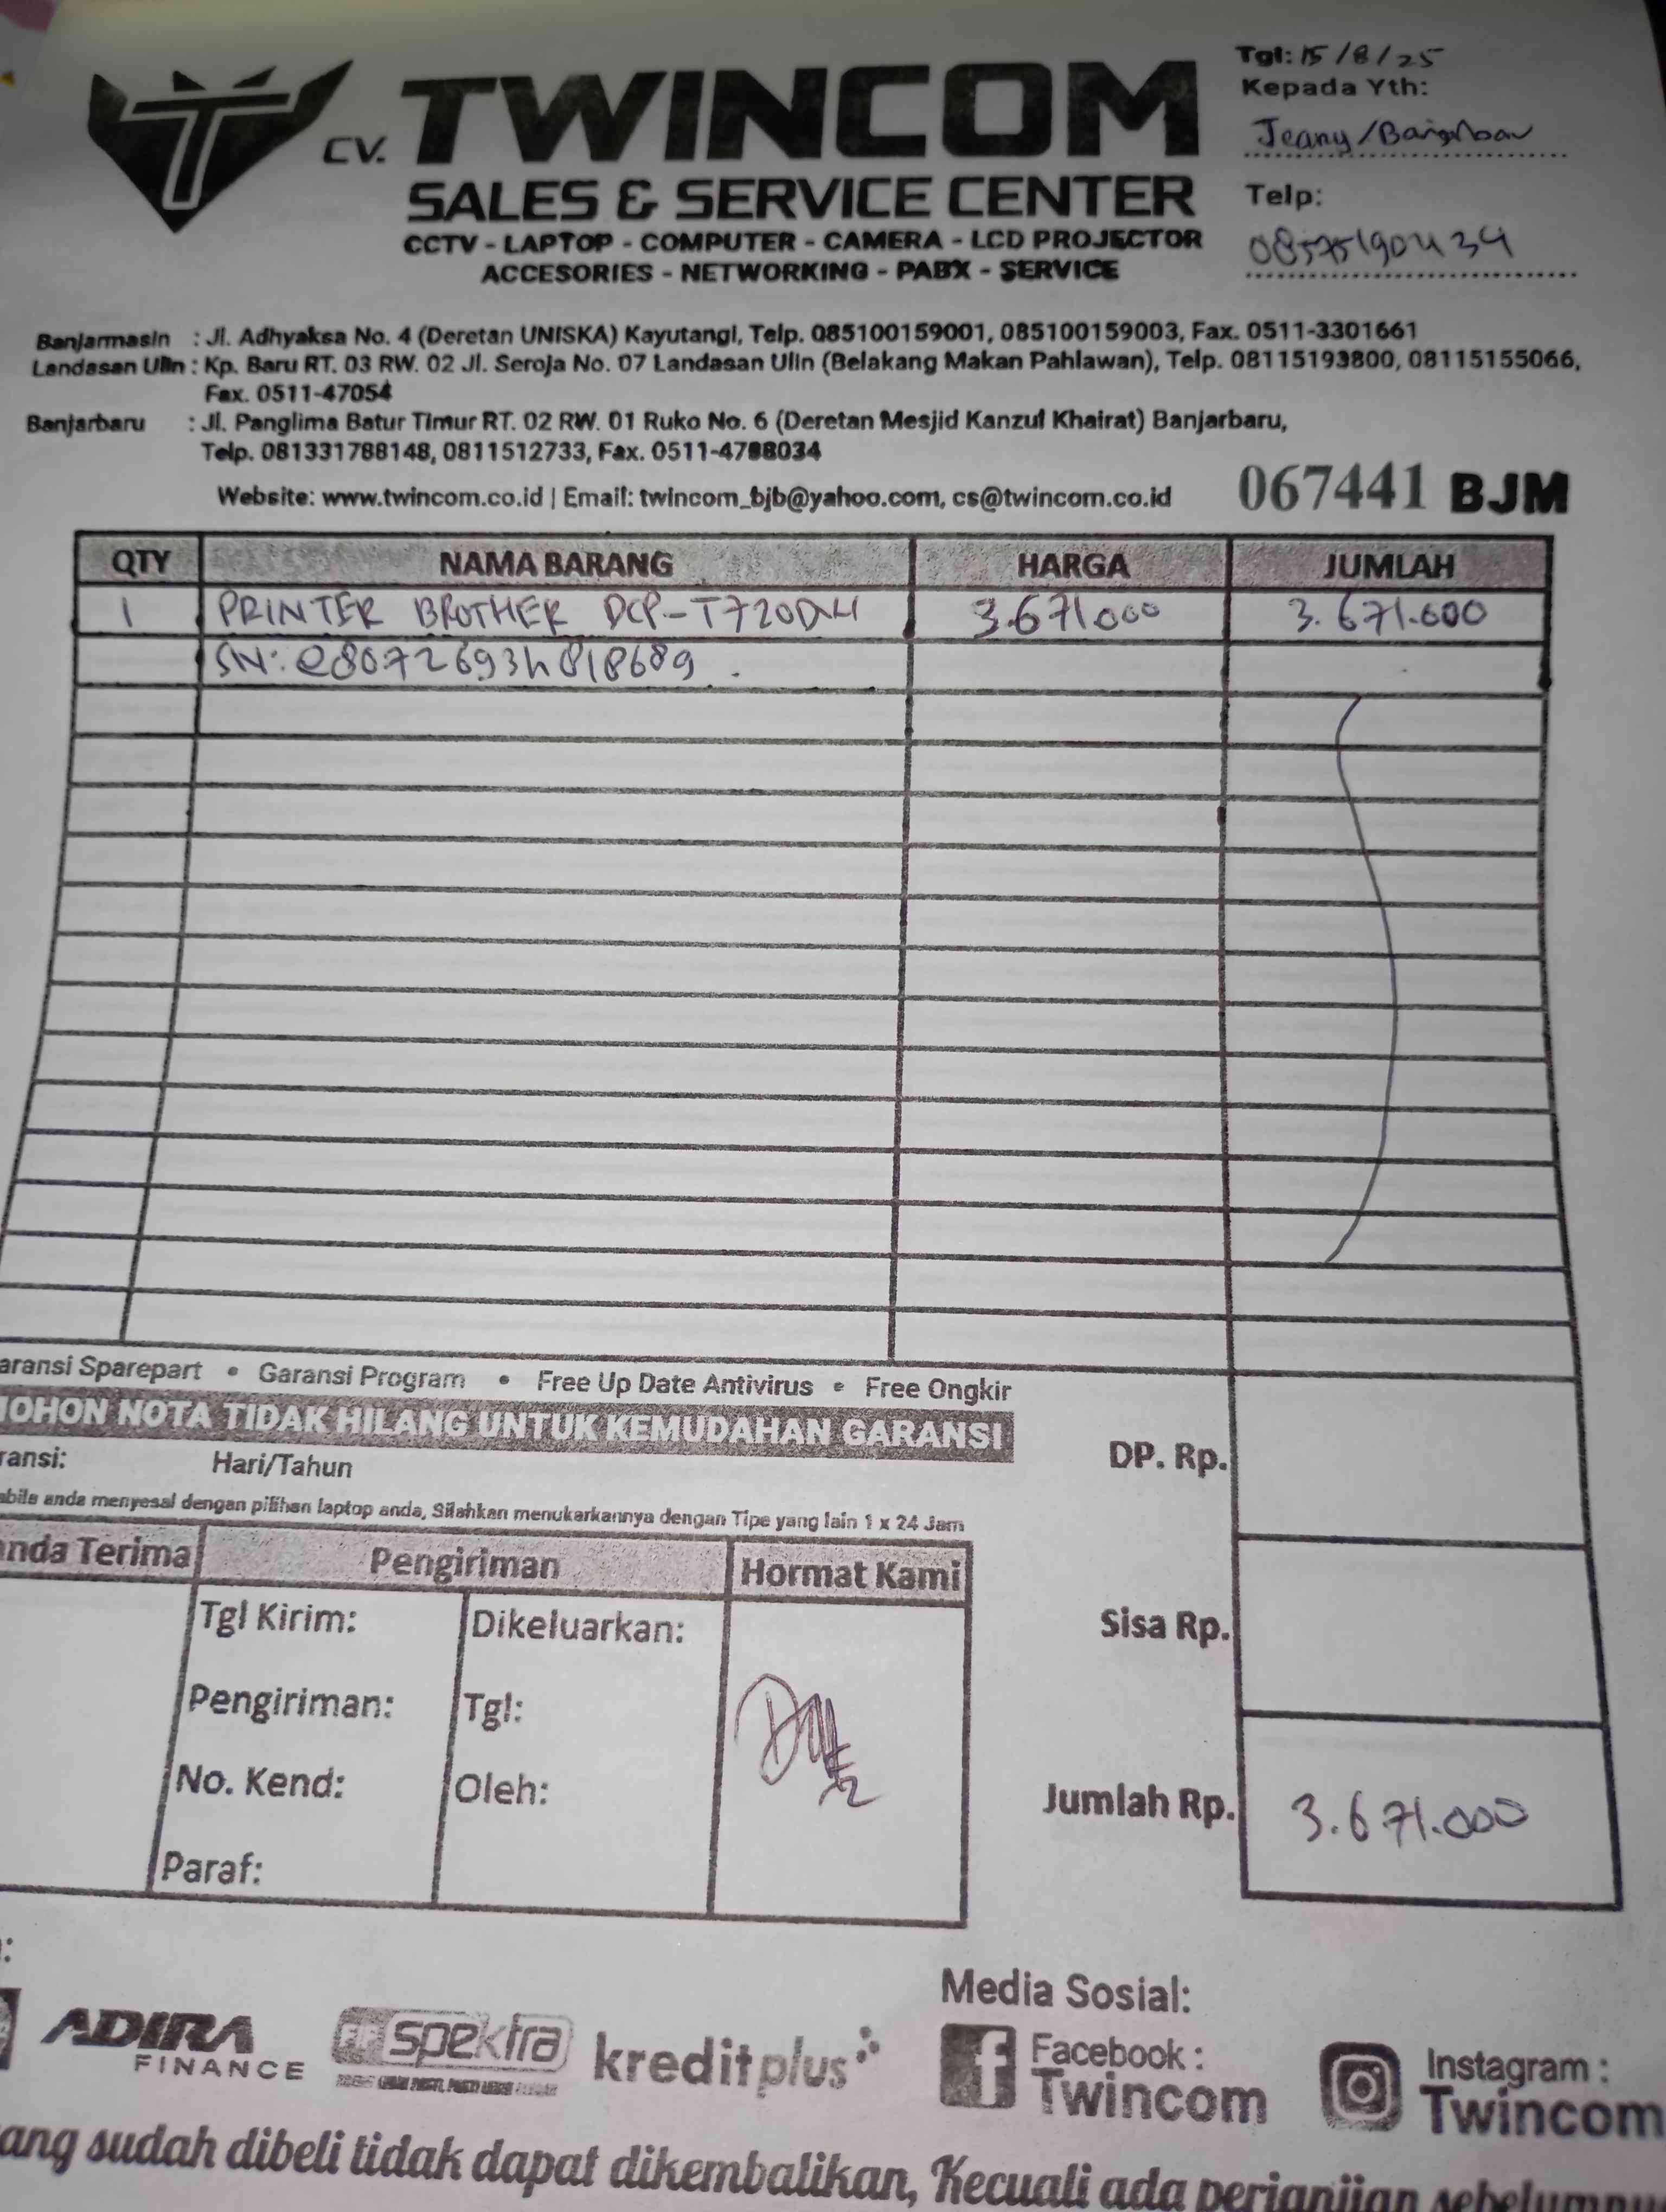 Tgl: 15/8/25
Kepada Yth:
Jeany/
Telp:
CV. TWINCOM
SALES & SERVICE CENTER
CCTV - LAPTOP - COMPUTER - CAMERA - LCD PROJECTOR
ACCESORIES - NETWORKING - PABX - SERVICE
Banjarmasin : Jl. Adhyaksa No. 4 (Deretan UNISKA) Kayutangi, Telp. 085100159001, 085100159003, Fax. 0511-3301661
Landasan Ulin : Kp. Baru RT. 03 RW. 02 Jl. Seroja No. 07 Landasan Ulin (Belakang Makan Pahlawan), Telp. 08115193800, 08115155066,
Fax. 0511-47054
Banjarbaru : Jl. Panglima Batur Timur RT. 02 RW. 01 Ruko No. 6 (Deretan Mesjid Kanzul Khairat) Banjarbaru,
Telp. 081331788148, 0811512733, Fax. 0511-4788034
Website: www.twincom.co.id | Email: twincom_bjb@yahoo.com, cs@twincom.co.id
067441 BJM
QTY NAMA BARANG HARGA JUMLAH
1 PRINTER BROTHER DCP-T720DW 3.671.000 3.671.000
SN:
aransi Sparepart • Garansi Program • Free Up Date Antivirus • Free Ongkir
MOHON NOTA TIDAK HILANG UNTUK KEMUDAHAN GARANSI
ransi: Hari/Tahun
abila anda menyesal dengan pilihan laptop anda, Silahkan menukarkannya dengan Tipe yang lain 1 x 24 Jam
DP. Rp.
anda Terima Pengiriman Hormat Kami
Tgl Kirim: Dikeluarkan:
Sisa Rp.
Pengiriman: Tgl:
No. Kend: Oleh:
Jumlah Rp. 3.671.000
Paraf:
Media Sosial:
ADIRA FINANCE
spektra
kreditplus
Facebook : Twincom
Instagram : Twincom
ang sudah dibeli tidak dapat dikembalikan, Kecuali ada perjanjian sebelumnya